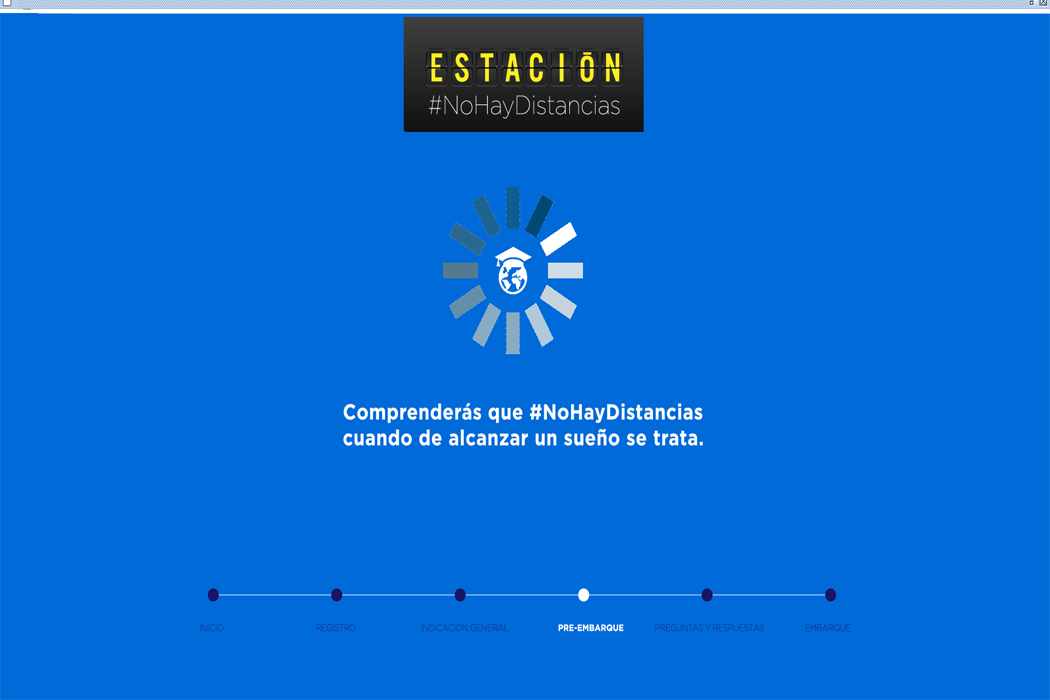 ESTACIÓN
#NoHayDistancias
Comprenderás que #NoHayDistancias
cuando de alcanzar un sueño se trata.
INICIO
REGISTRO
INDICACIÓN GENERAL
PRE-EMBARQUE
PREGUNTAS Y RESPUESTAS
EMBARQUE